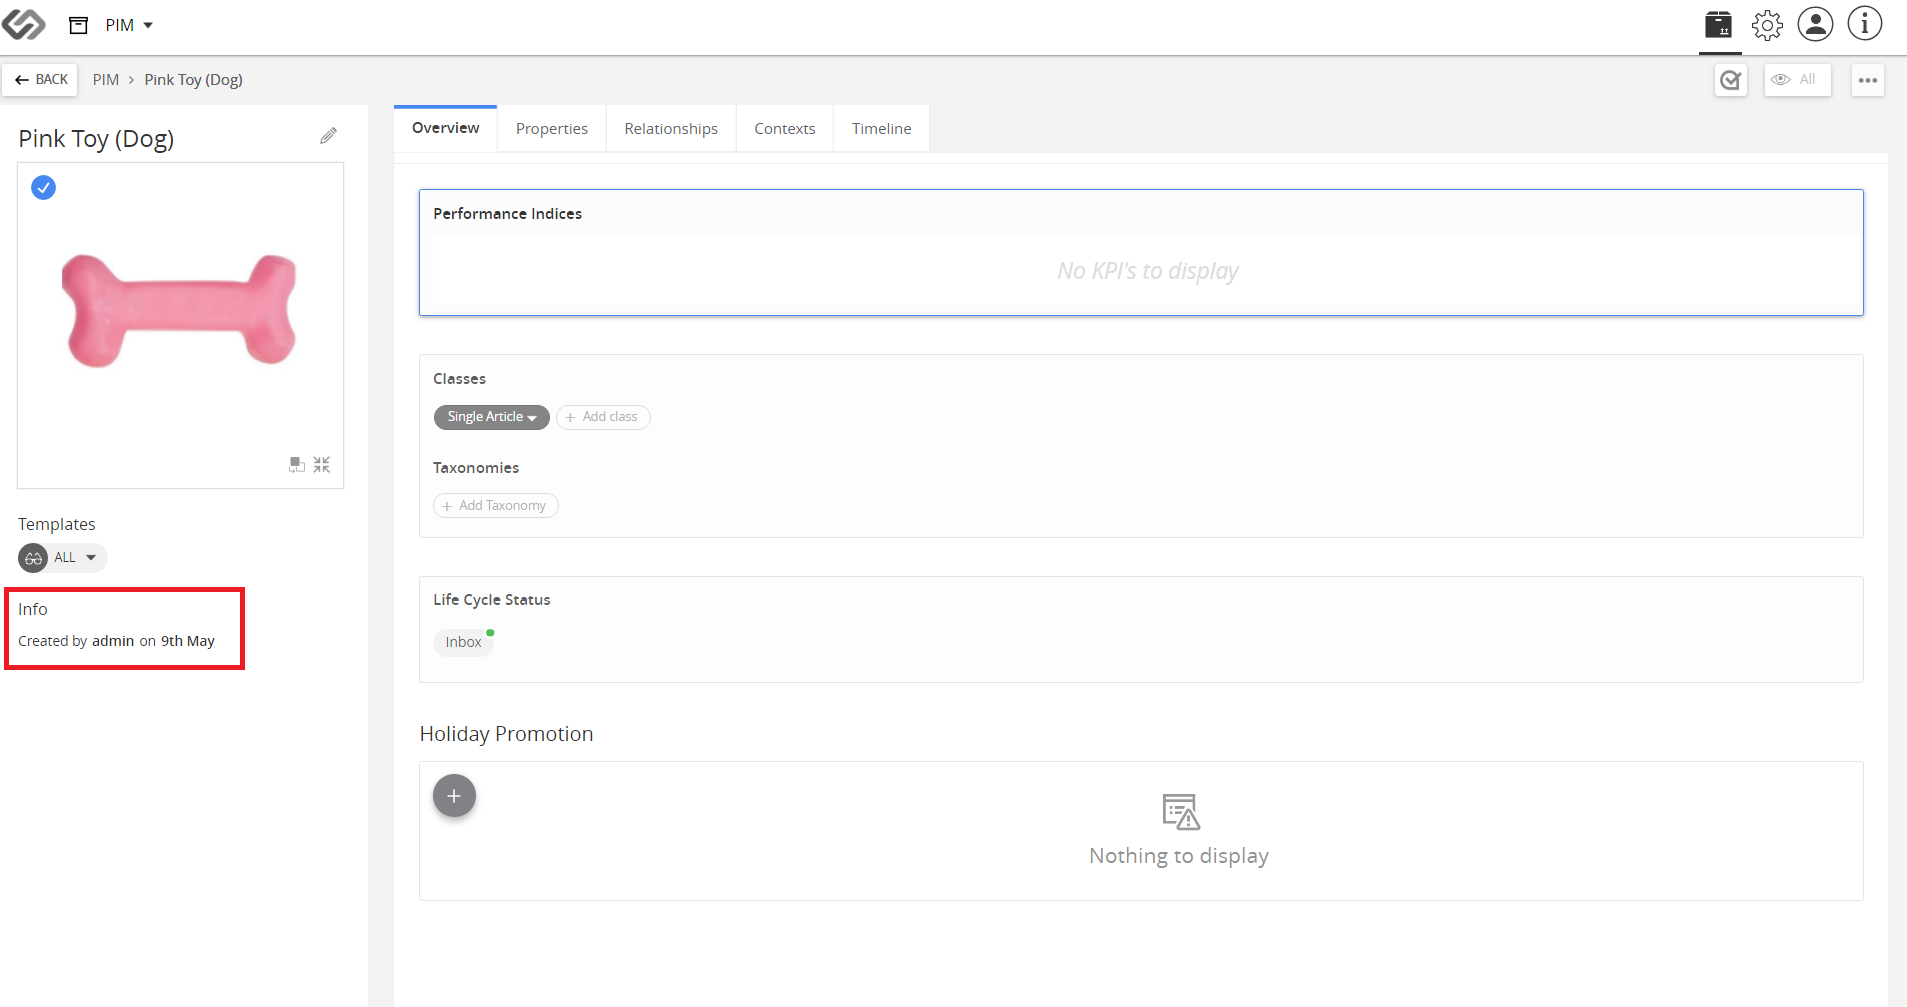 PIM
BACK
PIM > Pink Toy (Dog)
All
Pink Toy (Dog)
Templates
ALL
Info
Created by admin on 9th May
Overview
Properties
Relationships
Contexts
Timeline
Performance Indices
No KPI's to display
Classes
Single Article
+ Add class
Taxonomies
+ Add Taxonomy
Life Cycle Status
Inbox
Holiday Promotion
+
Nothing to display